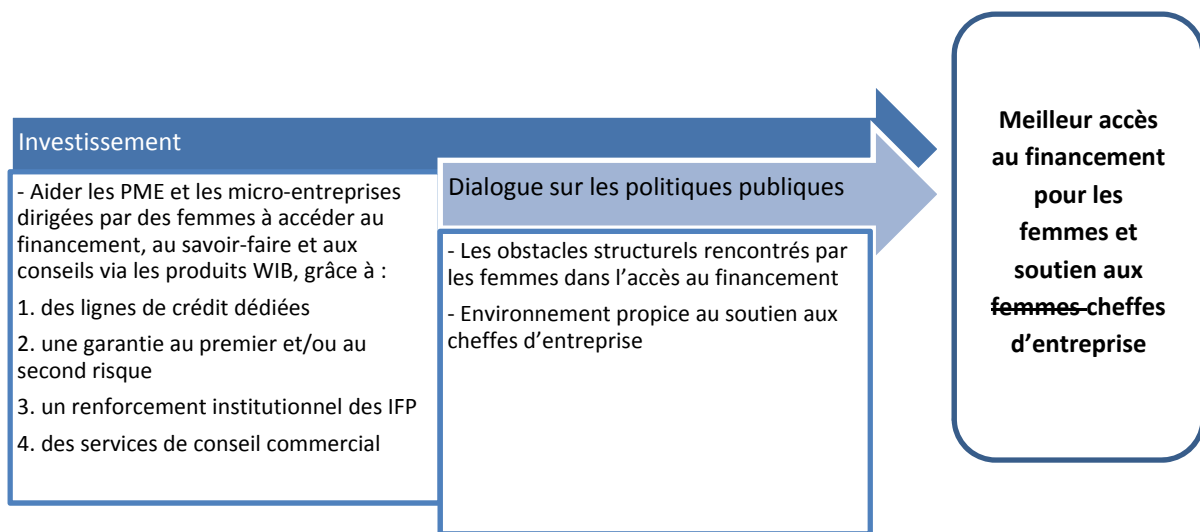 Investissement
- Aider les PME et les micro-entreprises
dirigées par des femmes à accéder au
financement, au savoir-faire et aux
conseils via les produits WIB, grâce à :
1. des lignes de crédit dédiées
2. une garantie au premier et/ou au
second risque
3. un renforcement institutionnel des IFP
4. des services de conseil commercial
Dialogue sur les politiques publiques
- Les obstacles structurels rencontrés par
les femmes dans l’accès au financement
- Environnement propice au soutien aux
cheffes d’entreprise
Meilleur accès
au financement
pour les
femmes et
soutien aux
femmes cheffes
d’entreprise